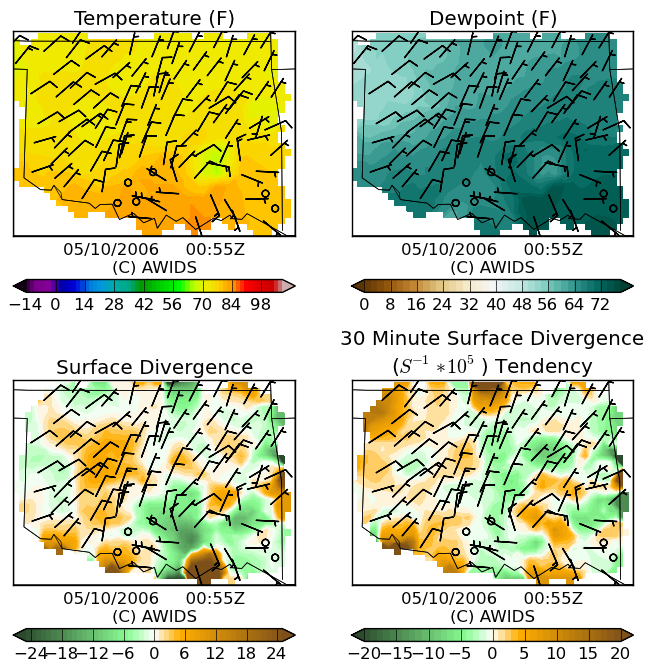 Temperature (F)
Dewpoint (F)
05/10/2006 00:55Z
(C) AWIDS
05/10/2006 00:55Z
(C) AWIDS
−14 0 14 28 42 56 70 84 98
0 8 16 24 32 40 48 56 64 72
Surface Divergence
30 Minute Surface Divergence
(S⁻¹ *10⁵ ) Tendency
05/10/2006 00:55Z
(C) AWIDS
05/10/2006 00:55Z
(C) AWIDS
−24 −18 −12 −6 0 6 12 18 24
−20 −15 −10 −5 0 5 10 15 20